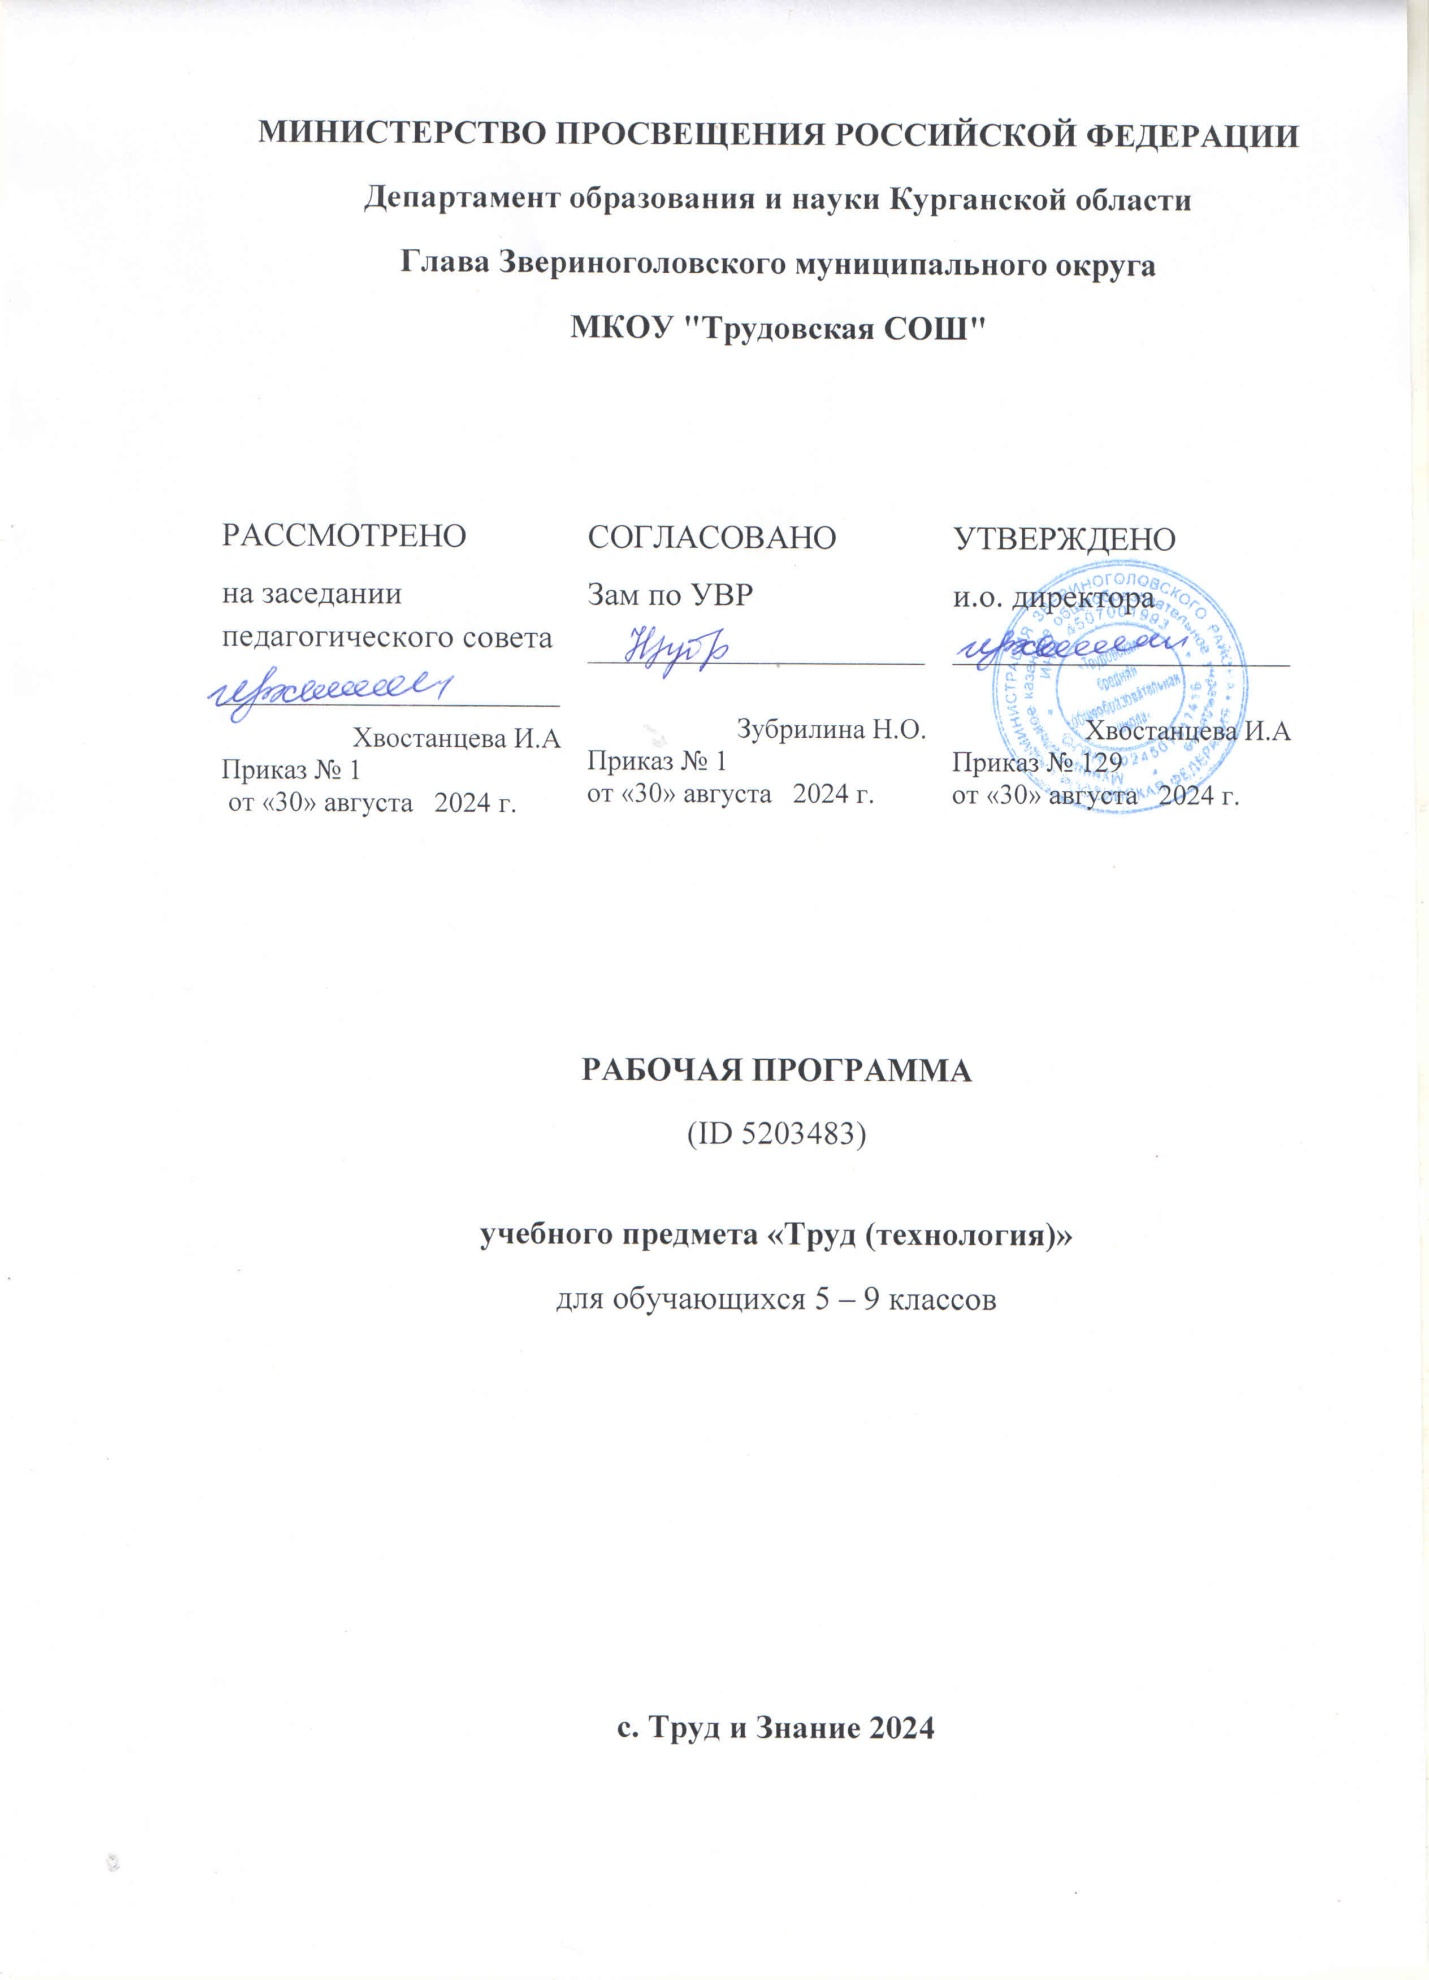 МИНИСТЕРСТВО ПРОСВЕЩЕНИЯ РОССИЙСКОЙ ФЕДЕРАЦИИ
Департамент образования и науки Курганской области
Глава Звериноголовского муниципального округа
МКОУ "Трудовская СОШ"
РАССМОТРЕНО
на заседании
педагогического совета
Хвостанцева И.А
Приказ № 1
от «30» августа 2024 г.
СОГЛАСОВАНО
Зам по УВР
Зубрилина Н.О.
Приказ № 1
от «30» августа 2024 г.
УТВЕРЖДЕНО
и.о. директора
Хвостанцева И.А
Приказ № 129
от «30» августа 2024 г.
ЗВЕРИНОГОЛОВСКОГО
средняя
общеобразовательная
РАБОЧАЯ ПРОГРАММА
(ID 5203483)
учебного предмета «Труд (технология)»
для обучающихся 5 – 9 классов
с. Труд и Знание 2024